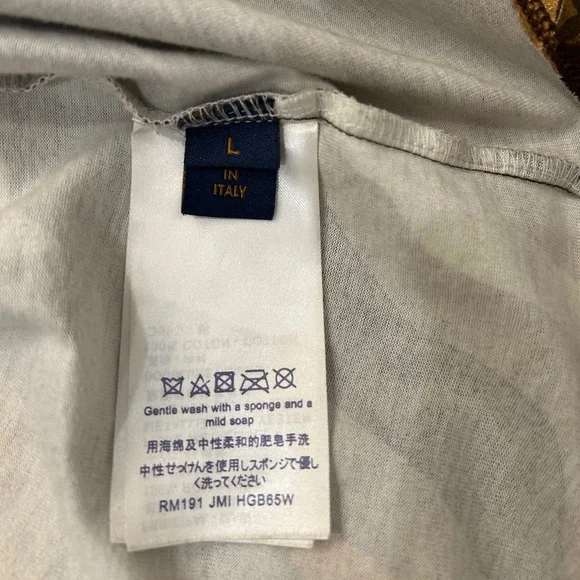 L
IN
ITALY
Gentle wash with a sponge and a
mild soap
用海绵及中性柔和的肥皂手洗
中性せっけんを使用しスポンジで優し
く洗ってください
RM191 JMI HGB65W